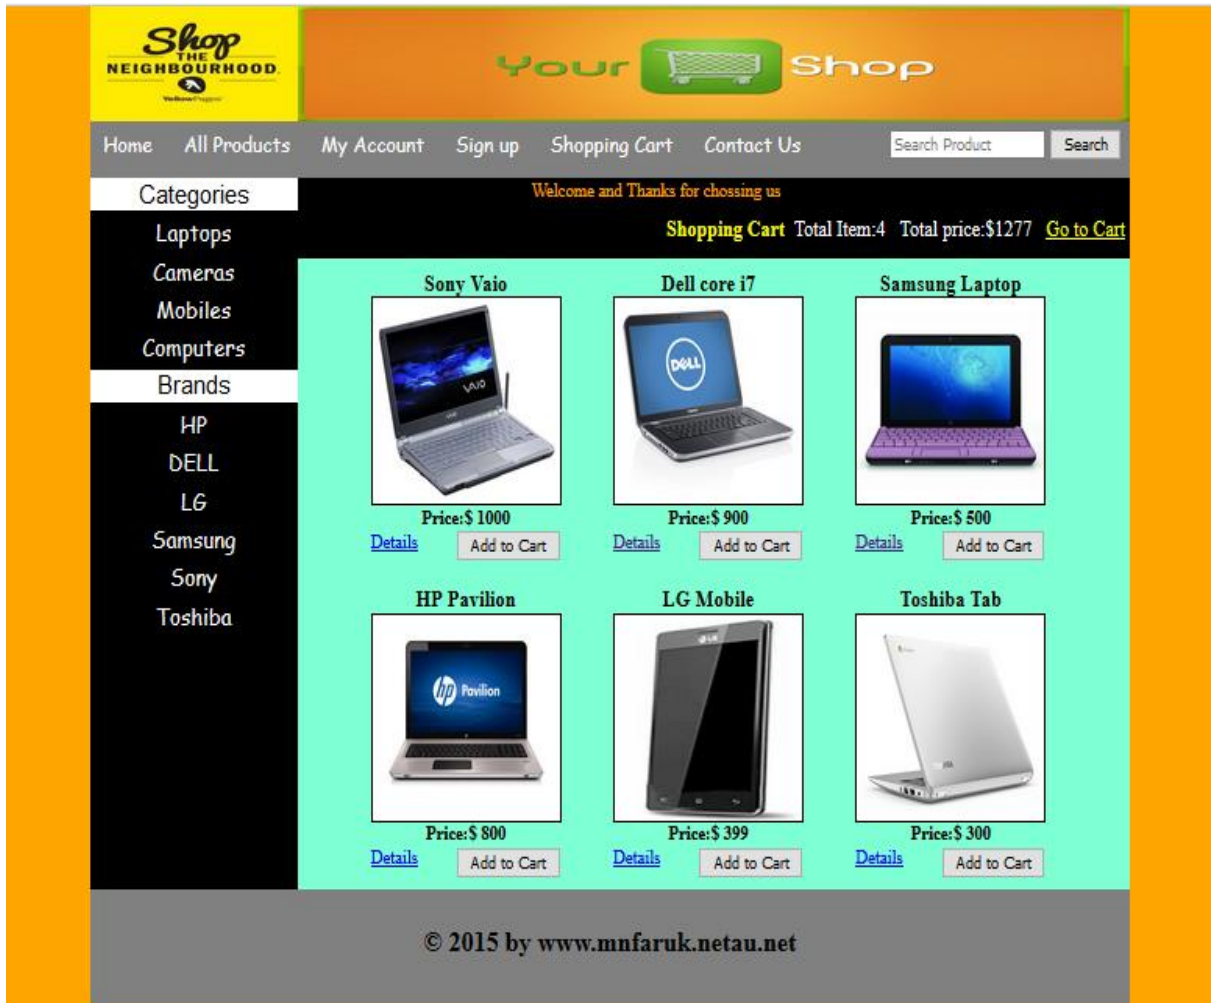 Shop
THE
NEIGHBOURHOOD.
Your Shop
Home All Products My Account Sign up Shopping Cart Contact Us Search Product Search
Categories
Laptops
Cameras
Mobiles
Computers
Brands
HP
DELL
LG
Samsung
Sony
Toshiba
Welcome and Thanks for chossing us
Shopping Cart Total Item:4 Total price:$1277 Go to Cart
Sony Vaio Dell core i7 Samsung Laptop
VAIO DELL
Price:$ 1000 Price:$ 900 Price:$ 500
Details Add to Cart Details Add to Cart Details Add to Cart
HP Pavilion LG Mobile Toshiba Tab
hp Pavilion LG
Price:$ 800 Price:$ 399 Price:$ 300
Details Add to Cart Details Add to Cart Details Add to Cart
© 2015 by www.mnfaruk.netau.net